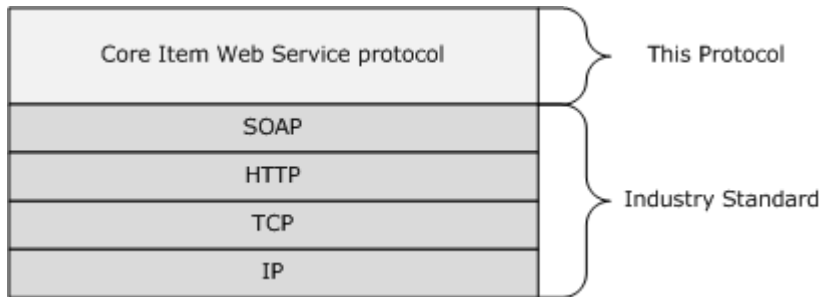 Core Item Web Service protocol
This Protocol
SOAP
HTTP
TCP
IP
Industry Standard